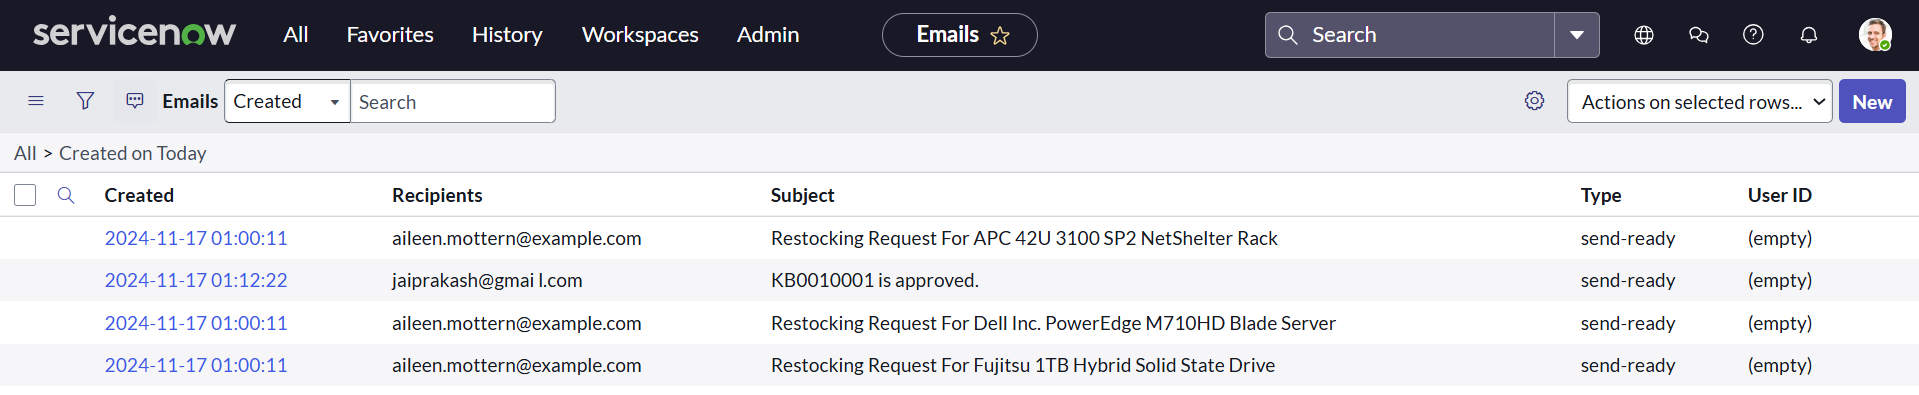 servicenow All Favorites History Workspaces Admin Emails Search
Emails Created Search Actions on selected rows... New
All > Created on Today
Created Recipients Subject Type User ID
2024-11-17 01:00:11 aileen.mottern@example.com Restocking Request For APC 42U 3100 SP2 NetShelter Rack send-ready (empty)
2024-11-17 01:12:22 jaiprakash@gmai l.com KB0010001 is approved. send-ready (empty)
2024-11-17 01:00:11 aileen.mottern@example.com Restocking Request For Dell Inc. PowerEdge M710HD Blade Server send-ready (empty)
2024-11-17 01:00:11 aileen.mottern@example.com Restocking Request For Fujitsu 1TB Hybrid Solid State Drive send-ready (empty)